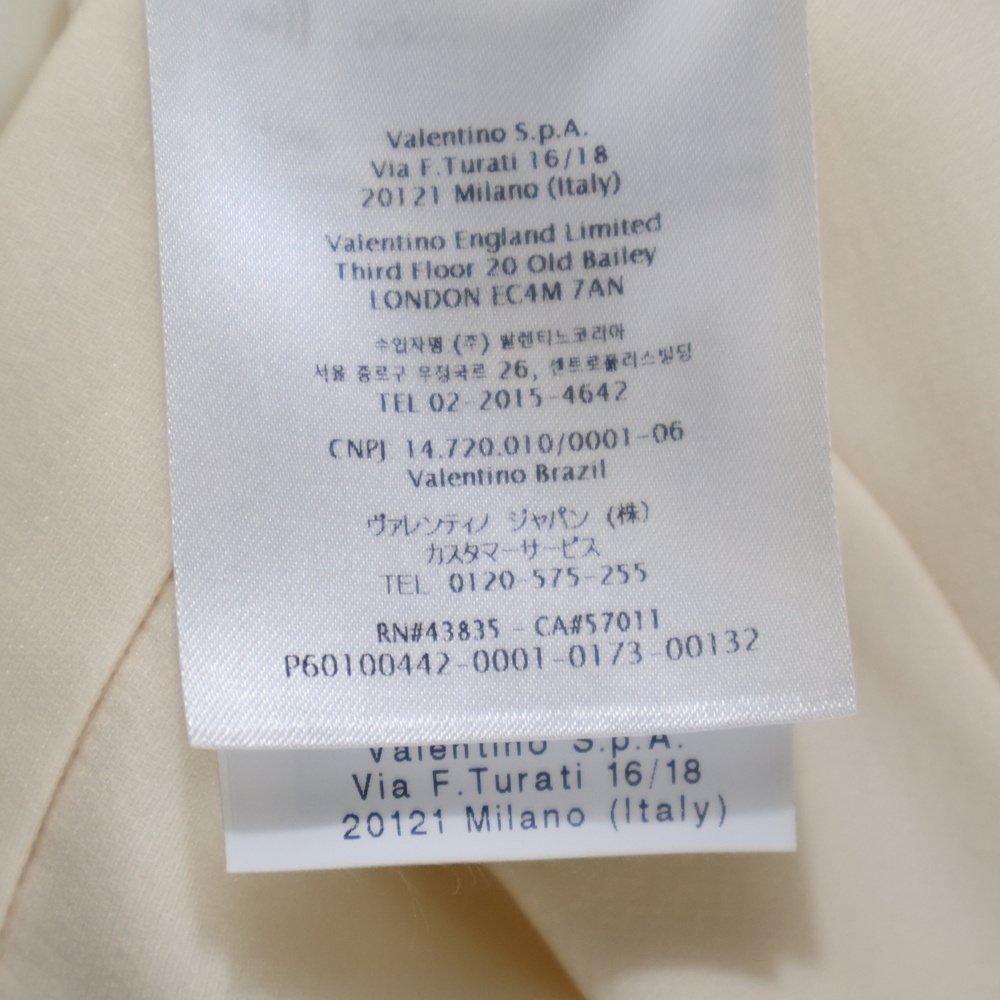 Valentino S.p.A.
Via F.Turati 16/18
20121 Milano (Italy)
Valentino England Limited
Third Floor 20 Old Bailey
LONDON EC4M 7AN
수입자명 (주) 발렌티노코리아
서울 종로구 우정국로 26, 센트로폴리스빌딩
TEL 02-2015-4642
CNPJ 14.720.010/0001-06
Valentino Brazil
ヴァレンティノ ジャパン (株)
カスタマーサービス
TEL 0120-575-255
RN#43835 - CA#57011
P60100442-0001-0173-00132
Valentino S.p.A.
Via F.Turati 16/18
20121 Milano (Italy)